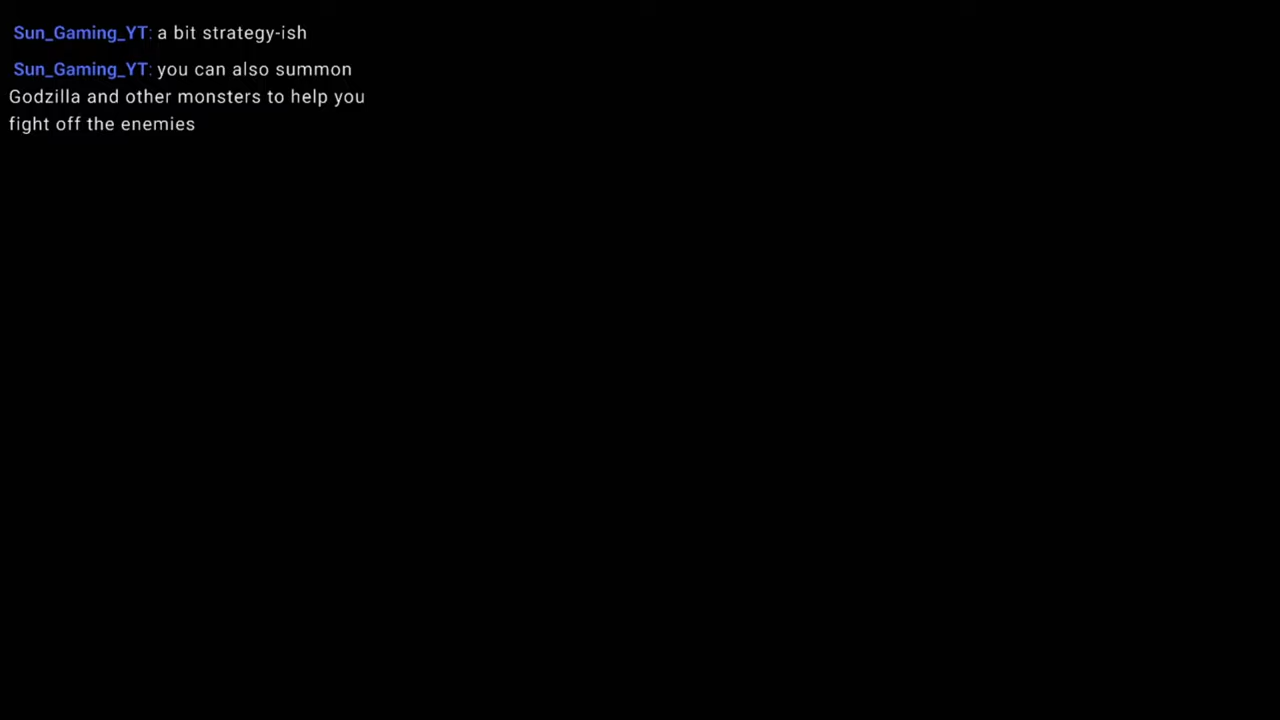 Sun_Gaming_YT: a bit strategy-ish
Sun_Gaming_YT: you can also summon
Godzilla and other monsters to help you
fight off the enemies